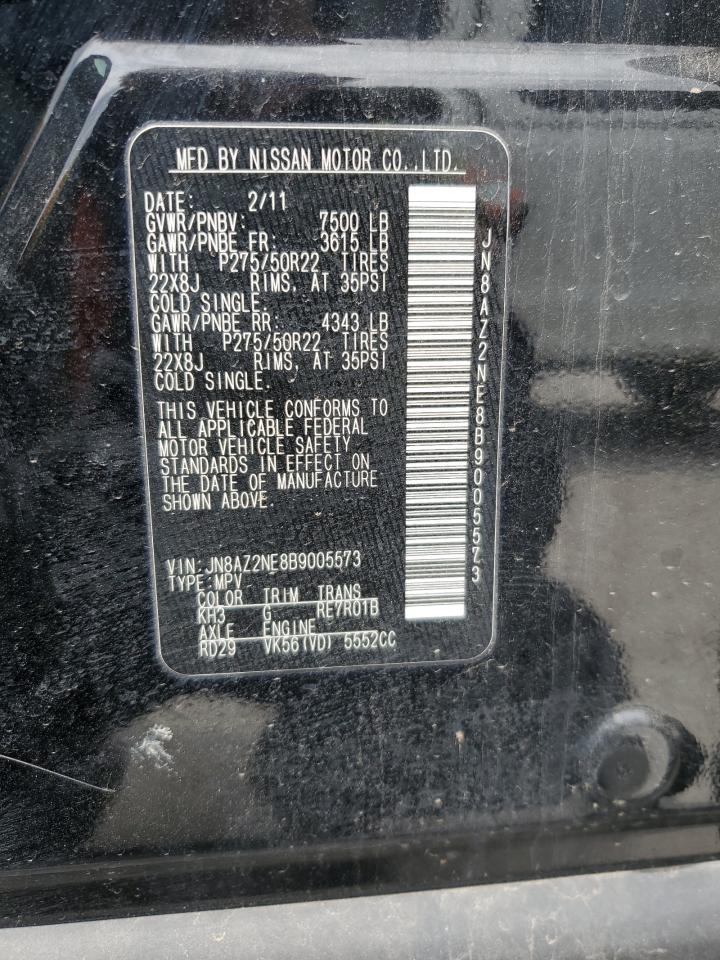 MFD BY NISSAN MOTOR CO.,LTD.
DATE: 2/11
GVWR/PNBV: 7500 LB
GAWR/PNBE FR: 3615 LB
WITH P275/50R22 TIRES
22X8J RIMS, AT 35PSI
COLD SINGLE.
GAWR/PNBE RR: 4343 LB
WITH P275/50R22 TIRES
22X8J RIMS, AT 35PSI
COLD SINGLE.
THIS VEHICLE CONFORMS TO
ALL APPLICABLE FEDERAL
MOTOR VEHICLE SAFETY
STANDARDS IN EFFECT ON
THE DATE OF MANUFACTURE
SHOWN ABOVE.
VIN: JN8AZ2NE8B9005573
TYPE: MPV
COLOR TRIM TRANS
KH3 G RE7R01B
AXLE ENGINE
RD29 VK56(VD) 5552CC
JN8AZ2NE8B9005573